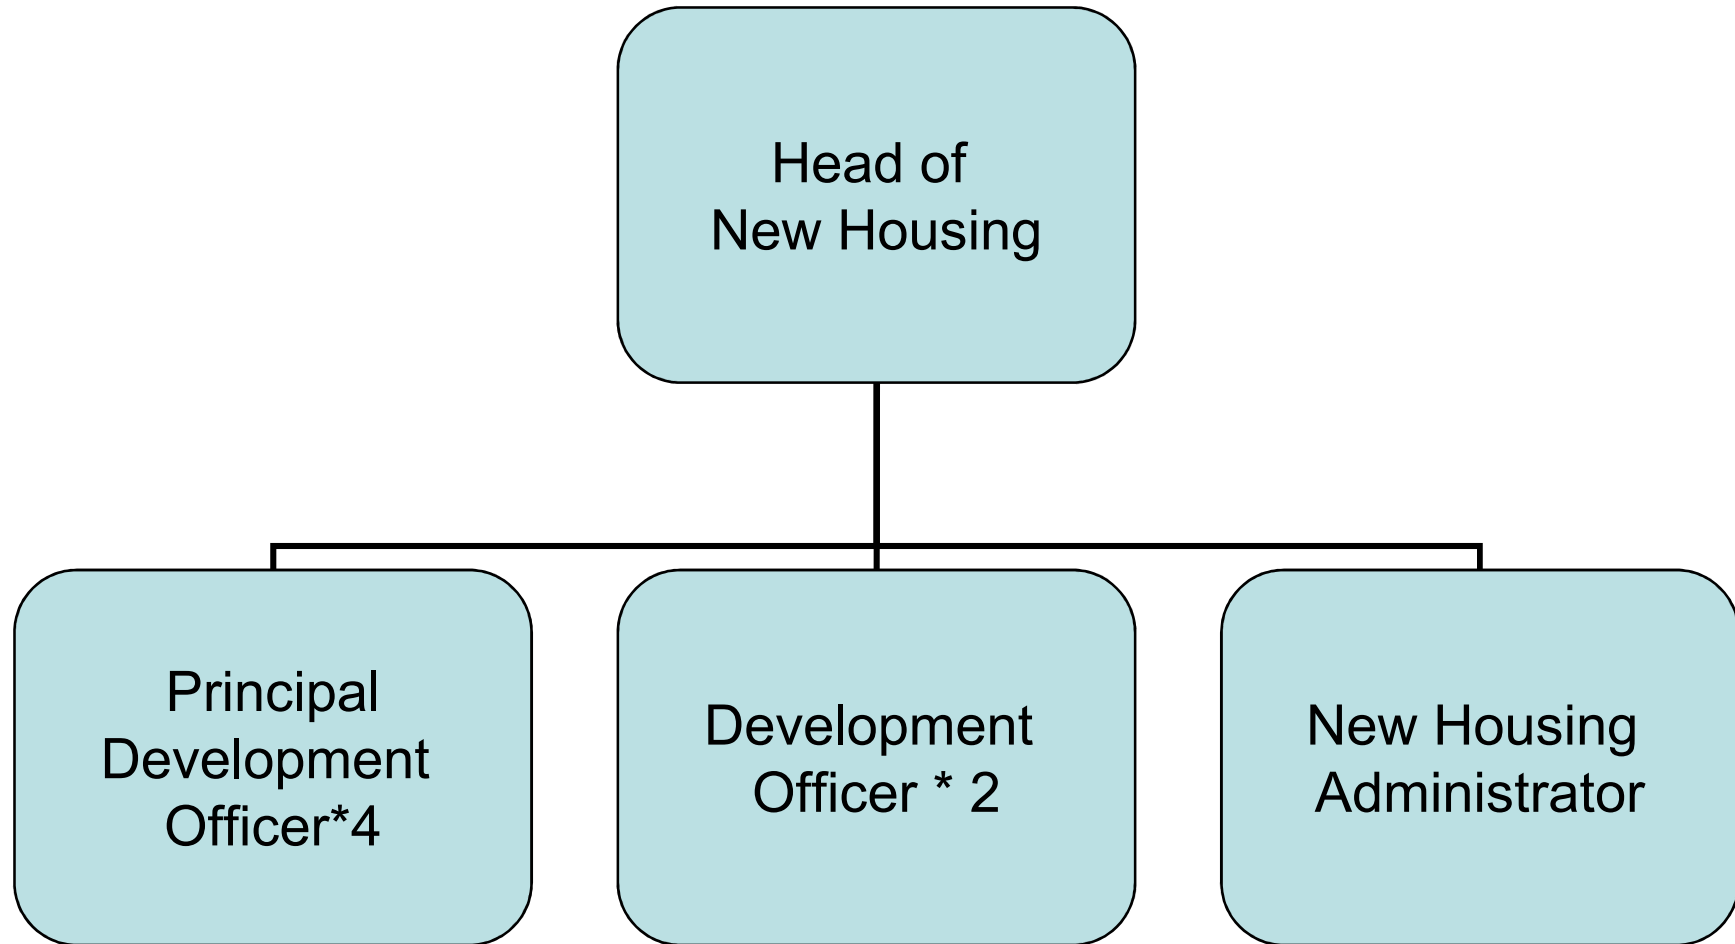 Head of
New Housing
Principal
Development
Officer*4
Development
Officer * 2
New Housing
Administrator